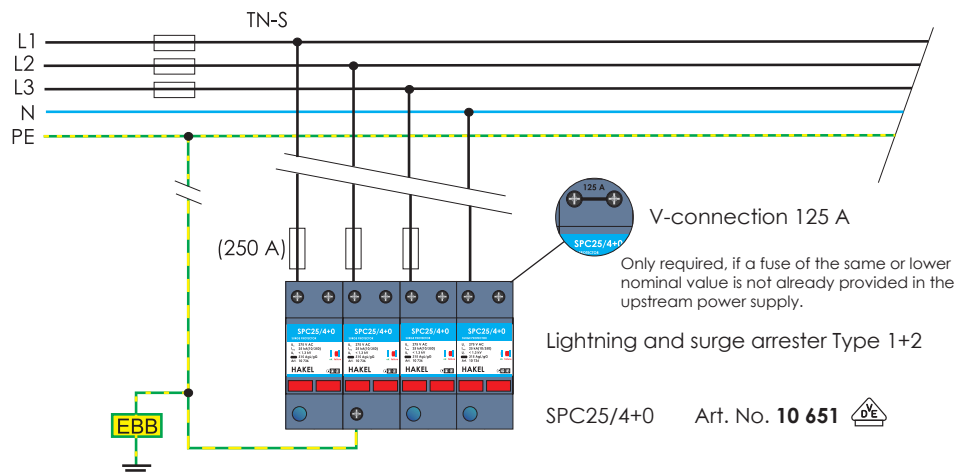 TN-S
L1
L2
L3
N
PE
125 A
SPC25/4+0
V-connection 125 A
(250 A)
Only required, if a fuse of the same or lower
nominal value is not already provided in the
upstream power supply.
SPC25/4+0
SPC25/4+0
SPC25/4+0
SPC25/4+0
Lightning and surge arrester Type 1+2
HAKEL
HAKEL
HAKEL
HAKEL
SPC25/4+0 Art. No. 10 651 DVE
EBB